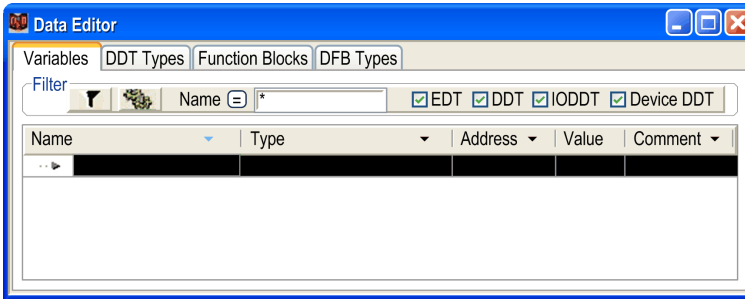 Data Editor
Variables DDT Types Function Blocks DFB Types
Filter
Name = * EDT DDT IODDT Device DDT
Name Type Address Value Comment